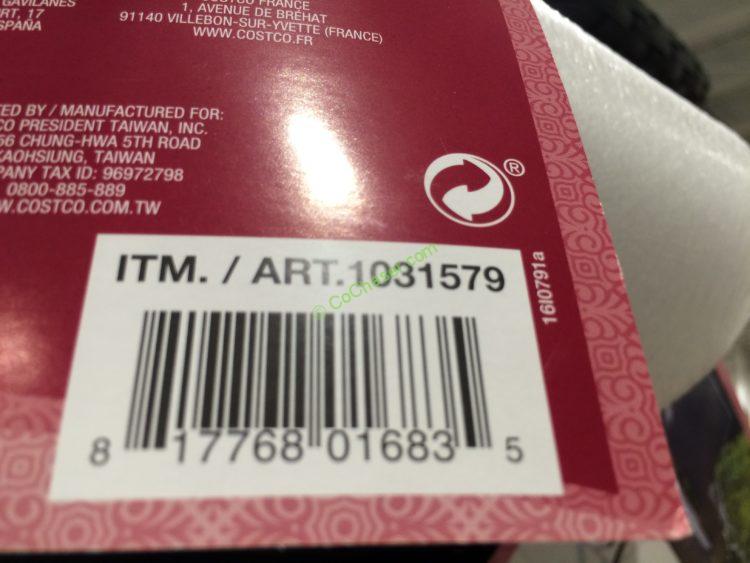 GAVILANES
RT, 17
SPAÑA
COSTCO FRANCE
1, AVENUE DE BRÉHAT
91140 VILLEBON-SUR-YVETTE (FRANCE)
WWW.COSTCO.FR
TED BY / MANUFACTURED FOR:
CO PRESIDENT TAIWAN, INC.
56 CHUNG-HWA 5TH ROAD
KAOHSIUNG, TAIWAN
PANY TAX ID: 96972798
0800-885-889
W.COSTCO.COM.TW
®
ITM. / ART.1031579
© CoChaser.com
16I0791a
8 17768 01683 5